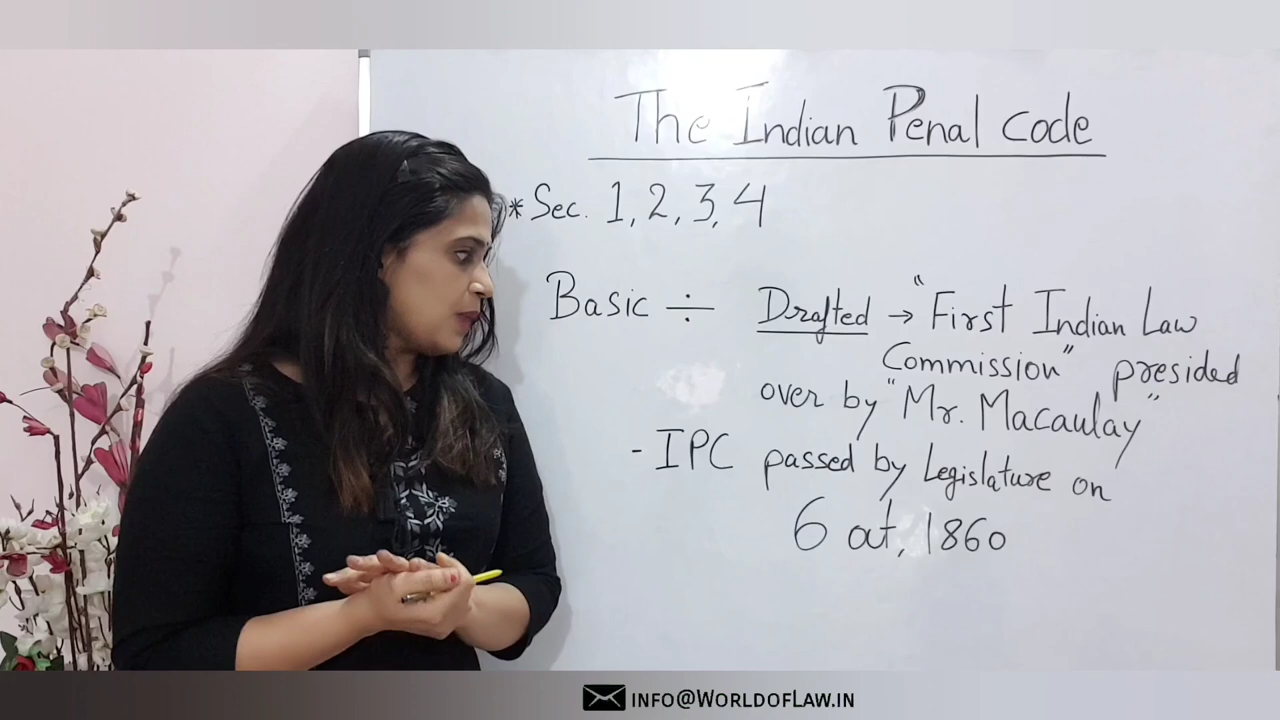 The Indian Penal Code
* Sec. 1, 2, 3, 4
Basic ÷ Drafted → "First Indian Law
Commission" presided
over by "Mr. Macaulay"
- IPC passed by Legislature on
6 oct, 1860
INFO@WORLDOFLAW.IN